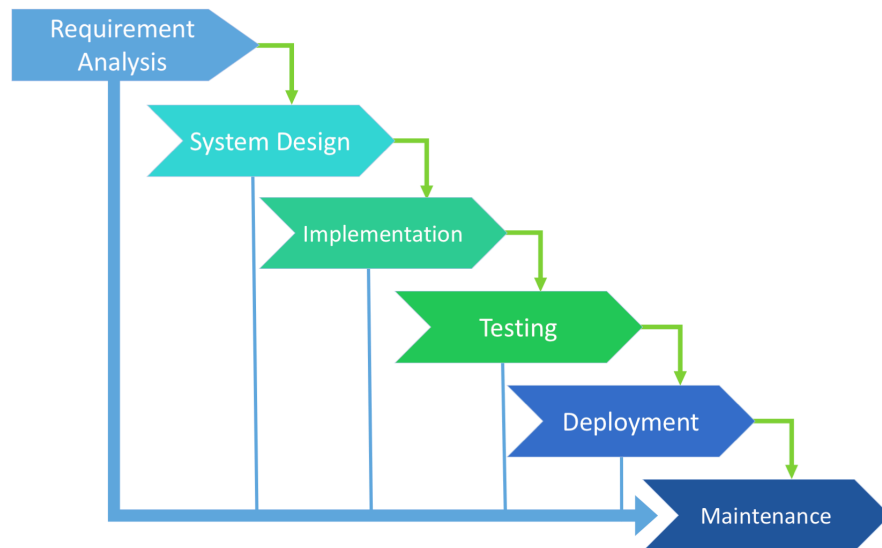 Requirement
Analysis
System Design
Implementation
Testing
Deployment
Maintenance